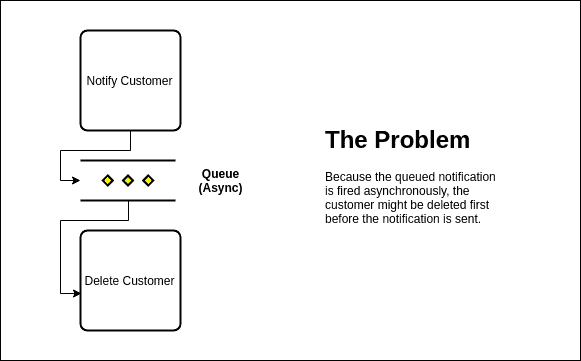 Notify Customer
Queue
(Async)
Delete Customer
The Problem
Because the queued notification
is fired asynchronously, the
customer might be deleted first
before the notification is sent.